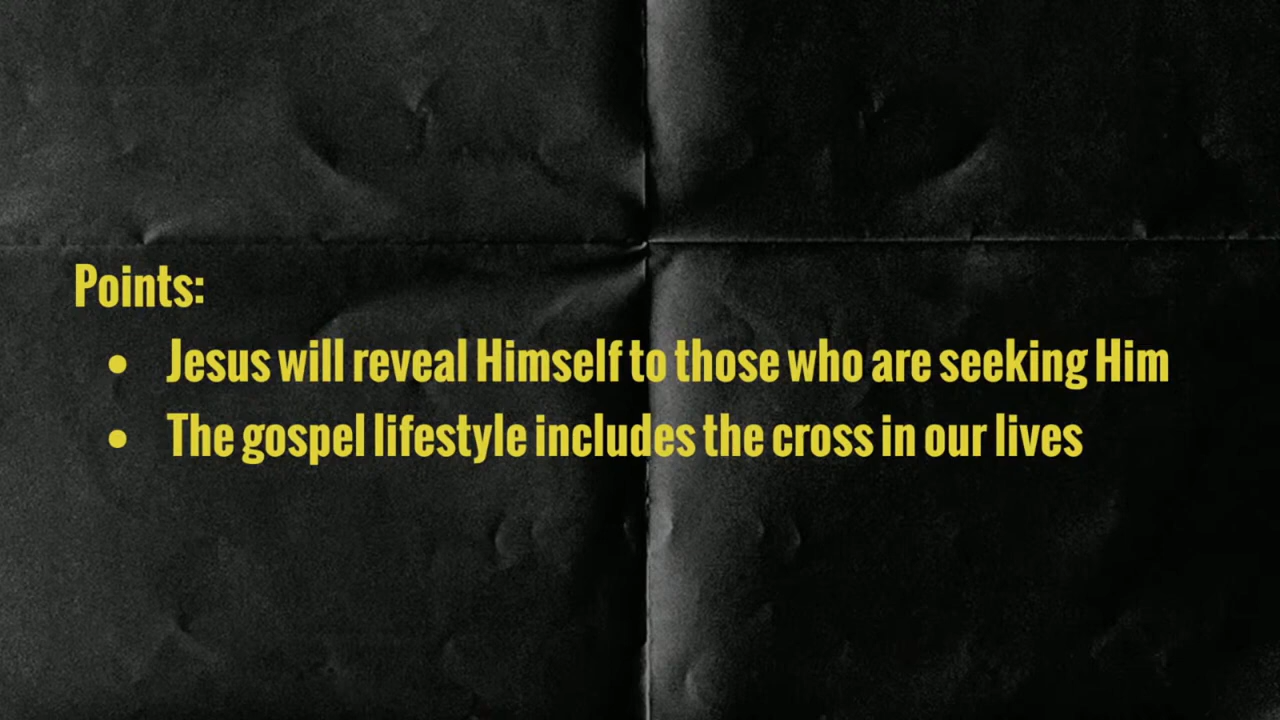 Points:
• Jesus will reveal Himself to those who are seeking Him
• The gospel lifestyle includes the cross in our lives